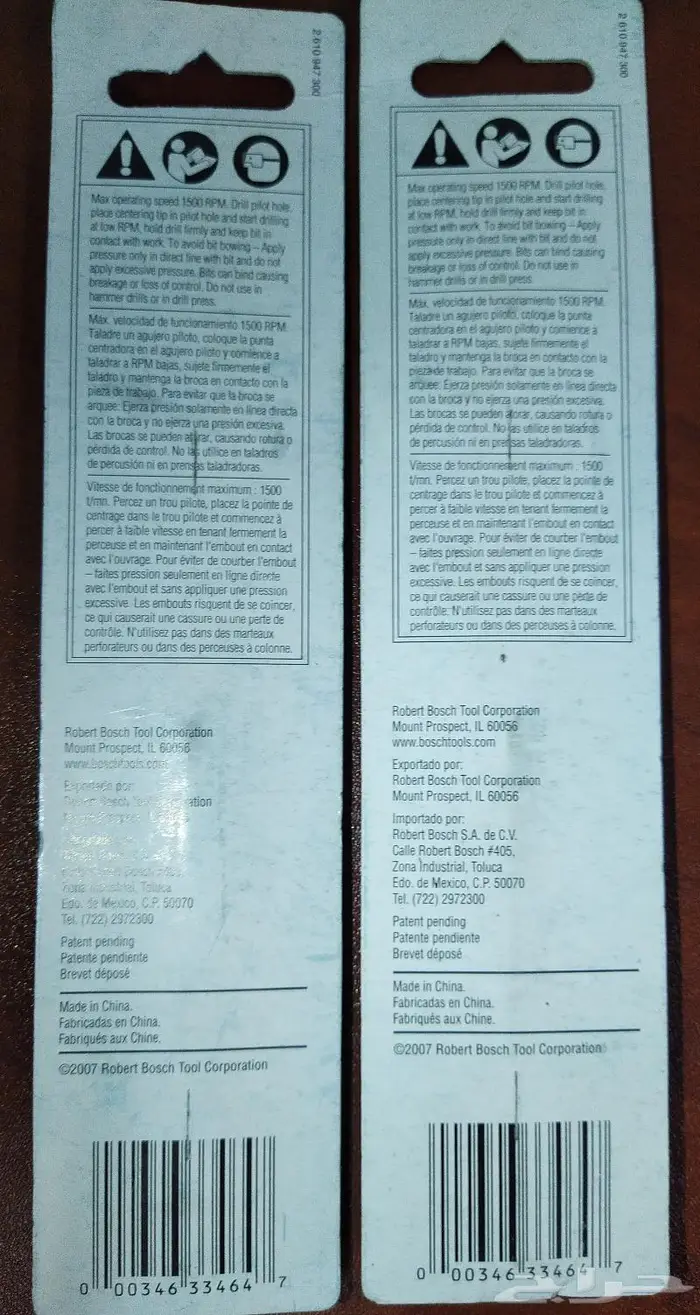 2 610 947 300
Max operating speed 1500 RPM. Drill pilot hole,
place centering tip in pilot hole and start drilling
at low RPM, hold drill firmly and keep bit in
contact with work. To avoid bit bowing – Apply
pressure only in direct line with bit and do not
apply excessive pressure. Bits can bind causing
breakage or loss of control. Do not use in
hammer drills or in drill press.
Máx. velocidad de funcionamiento 1500 RPM
Taladre un agujero piloto, coloque la punta
centradora en el agujero piloto y comience a
taladrar a RPM bajas, sujete firmemente el
taladro y mantenga la broca en contacto con la
pieza de trabajo. Para evitar que la broca se
arquee: Ejerza presión solamente en línea directa
con la broca y no ejerza una presión excesiva.
Las brocas se pueden atorar, causando rotura o
pérdida de control. No las utilice en taladros
de percusión ni en prensas taladradoras.
Vitesse de fonctionnement maximum : 1500
t/mn. Percez un trou pilote, placez la pointe de
centrage dans le trou pilote et commencez à
percer à faible vitesse en tenant fermement la
perceuse et en maintenant l'embout en contact
avec l'ouvrage. Pour éviter de courber l'embout
– faites pression seulement en ligne directe
avec l'embout et sans appliquer une pression
excessive. Les embouts risquent de se coincer,
ce qui causerait une cassure ou une perte de
contrôle. N'utilisez pas dans des marteaux
perforateurs ou dans des perceuses à colonne.
Robert Bosch Tool Corporation
Mount Prospect, IL 60056
www.boschtools.com
Exportado por:
ation
Zona Industrial, Toluca
Edo. de Mexico, C.P. 50070
Tel. (722) 2972300
Patent pending
Patente pendiente
Brevet déposé
Made in China.
Fabricadas en China.
Fabriqués aux Chine.
©2007 Robert Bosch Tool Corporation
0 00346 33464 7
2 610 947 300
Max operating speed 1500 RPM. Drill pilot hole,
place centering tip in pilot hole and start drilling
at low RPM, hold drill firmly and keep bit in
contact with work. To avoid bit bowing – Apply
pressure only in direct line with bit and do not
apply excessive pressure. Bits can bind causing
breakage or loss of control. Do not use in
hammer drills or in drill press.
Máx. velocidad de funcionamiento 1500 RPM
Taladre un agujero piloto, coloque la punta
centradora en el agujero piloto y comience a
taladrar a RPM bajas, sujete firmemente el
taladro y mantenga la broca en contacto con la
pieza de trabajo. Para evitar que la broca se
arquee: Ejerza presión solamente en línea directa
con la broca y no ejerza una presión excesiva.
Las brocas se pueden atorar, causando rotura o
pérdida de control. No las utilice en taladros
de percusión ni en prensas taladradoras.
Vitesse de fonctionnement maximum : 1500
t/mn. Percez un trou pilote, placez la pointe de
centrage dans le trou pilote et commencez à
percer à faible vitesse en tenant fermement la
perceuse et en maintenant l'embout en contact
avec l'ouvrage. Pour éviter de courber l'embout
– faites pression seulement en ligne directe
avec l'embout et sans appliquer une pression
excessive. Les embouts risquent de se coincer,
ce qui causerait une cassure ou une perte de
contrôle. N'utilisez pas dans des marteaux
perforateurs ou dans des perceuses à colonne.
Robert Bosch Tool Corporation
Mount Prospect, IL 60056
www.boschtools.com
Exportado por:
Robert Bosch Tool Corporation
Mount Prospect, IL 60056
Importado por:
Robert Bosch S.A. de C.V.
Calle Robert Bosch #405,
Zona Industrial, Toluca
Edo. de Mexico, C.P. 50070
Tel. (722) 2972300
Patent pending
Patente pendiente
Brevet déposé
Made in China.
Fabricadas en China.
Fabriqués aux Chine.
©2007 Robert Bosch Tool Corporation
0 00346 33464 7
حراج